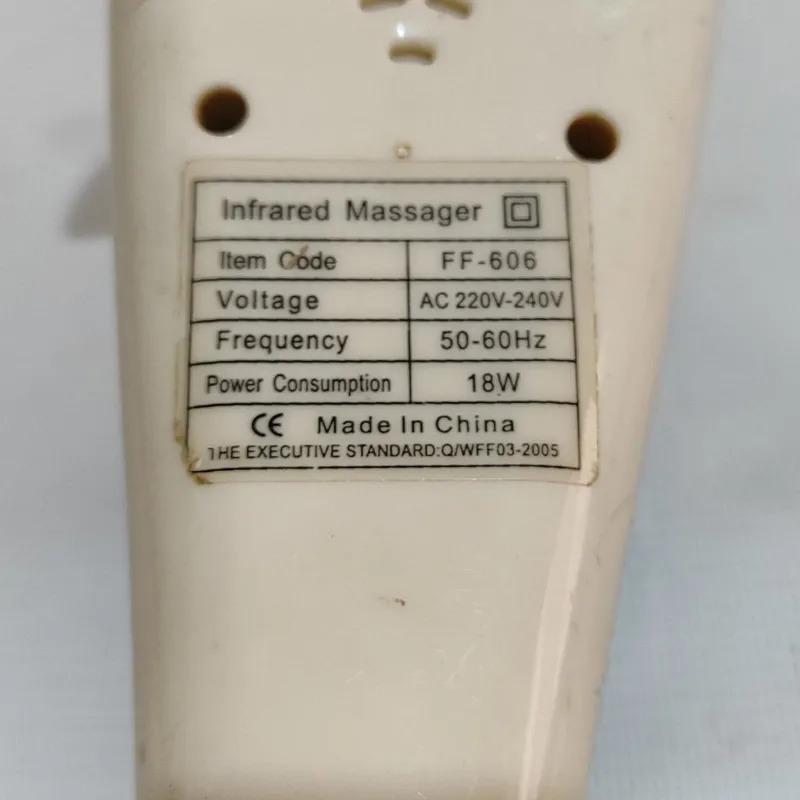 Infrared Massager
Item Code FF-606
Voltage AC 220V-240V
Frequency 50-60Hz
Power Consumption 18W
CE Made In China
THE EXECUTIVE STANDARD:Q/WFF03-2005